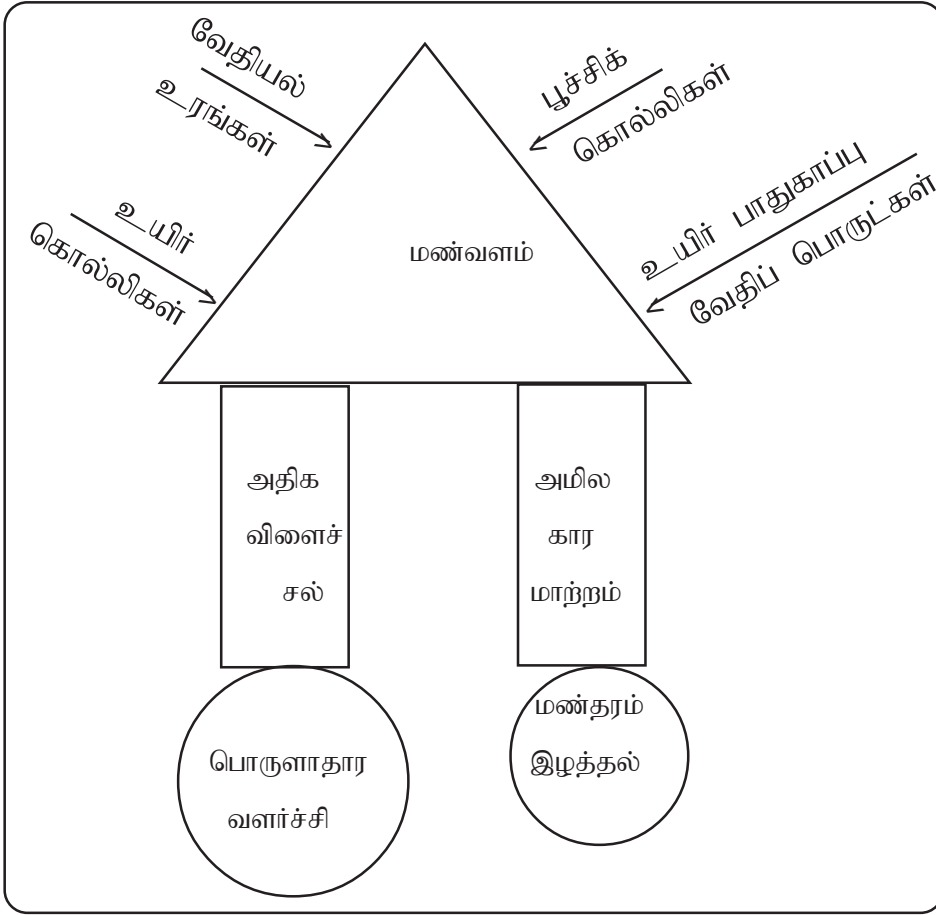 வேதியல்
உரங்கள்
பூச்சிக்
கொல்லிகள்
உயிர்
கொல்லிகள்
உயிர் பாதுகாப்பு
வேதிப் பொருட்கள்
மண்வளம்
அதிக
விளைச்
சல்
அமில
கார
மாற்றம்
பொருளாதார
வளர்ச்சி
மண்தரம்
இழத்தல்